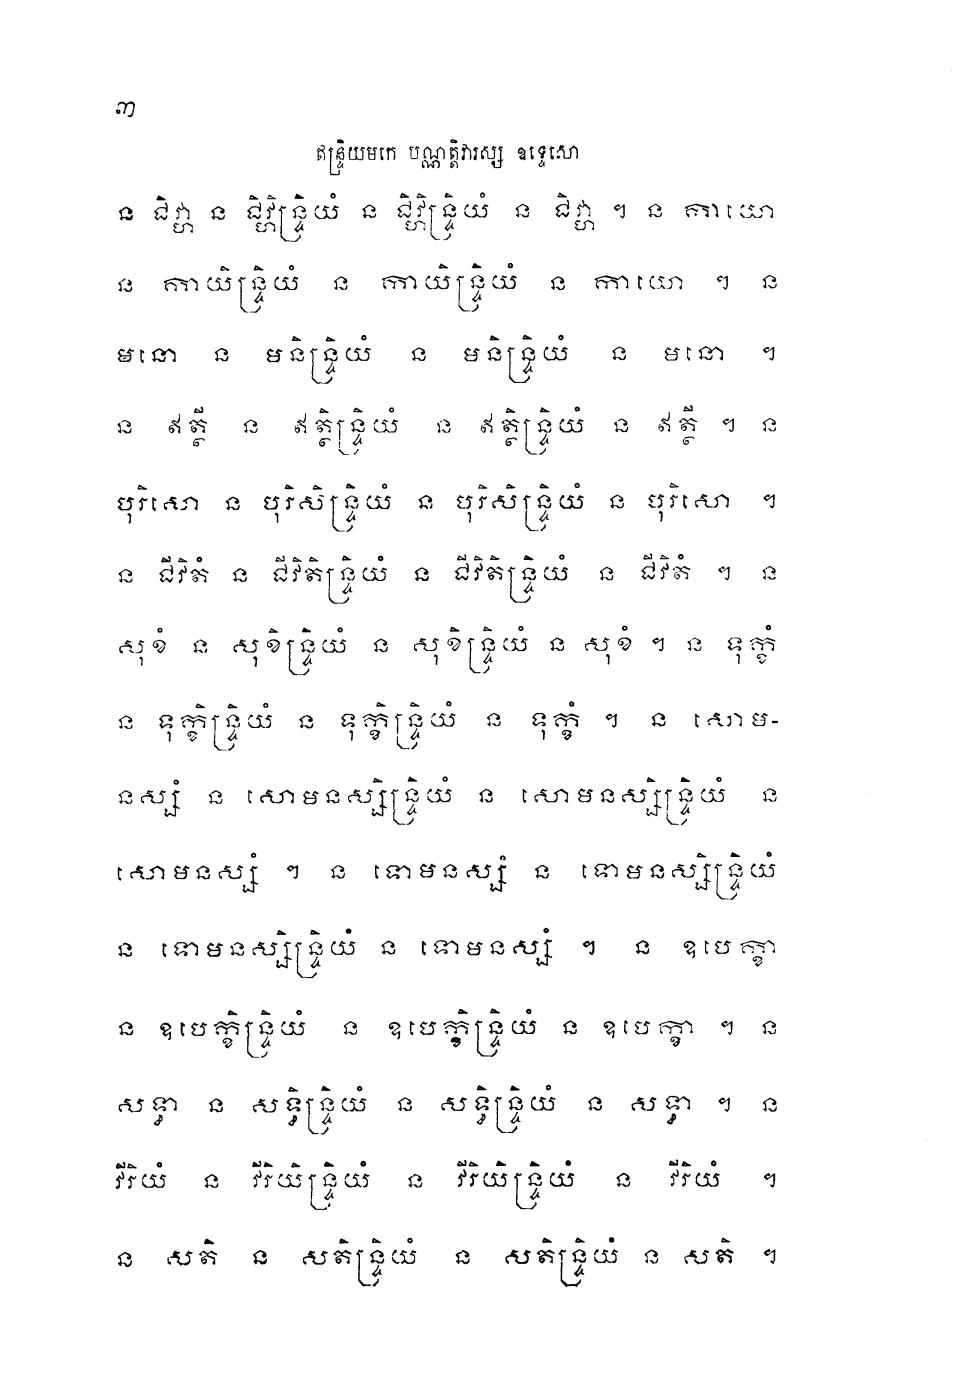 ៣
ឥន្ទ្រិយយមកេ បណ្ណត្តិវារស្ស ឧទ្ទេសោ
ន ជិវ្ហា ន ជិវ្ហិន្ទ្រិយំ ន ជិវ្ហិន្ទ្រិយំ ន ជិវ្ហា ។ ន កាយោ
ន កាយិន្ទ្រិយំ ន កាយិន្ទ្រិយំ ន កាយោ ។ ន
មនោ ន មនិន្ទ្រិយំ ន មនិន្ទ្រិយំ ន មនោ ។
ន ឥត្ថី ន ឥត្ថិន្ទ្រិយំ ន ឥត្ថិន្ទ្រិយំ ន ឥត្ថី ។ ន
បុរិសោ ន បុរិសិន្ទ្រិយំ ន បុរិសិន្ទ្រិយំ ន បុរិសោ ។
ន ជីវិតំ ន ជីវិតិន្ទ្រិយំ ន ជីវិតិន្ទ្រិយំ ន ជីវិតំ ។ ន
សុខំ ន សុខិន្ទ្រិយំ ន សុខិន្ទ្រិយំ ន សុខំ ។ ន ទុក្ខំ
ន ទុក្ខិន្ទ្រិយំ ន ទុក្ខិន្ទ្រិយំ ន ទុក្ខំ ។ ន សោម-
នស្សំ ន សោមនស្សិន្ទ្រិយំ ន សោមនស្សិន្ទ្រិយំ ន
សោមនស្សំ ។ ន ទោមនស្សំ ន ទោមនស្សិន្ទ្រិយំ
ន ទោមនស្សិន្ទ្រិយំ ន ទោមនស្សំ ។ ន ឧបេក្ខា
ន ឧបេក្ខិន្ទ្រិយំ ន ឧបេក្ខិន្ទ្រិយំ ន ឧបេក្ខា ។ ន
សទ្ធា ន សទ្ធិន្ទ្រិយំ ន សទ្ធិន្ទ្រិយំ ន សទ្ធា ។ ន
វីរិយំ ន វីរិយិន្ទ្រិយំ ន វីរិយិន្ទ្រិយំ ន វីរិយំ ។
ន សតិ ន សតិន្ទ្រិយំ ន សតិន្ទ្រិយំ ន សតិ ។